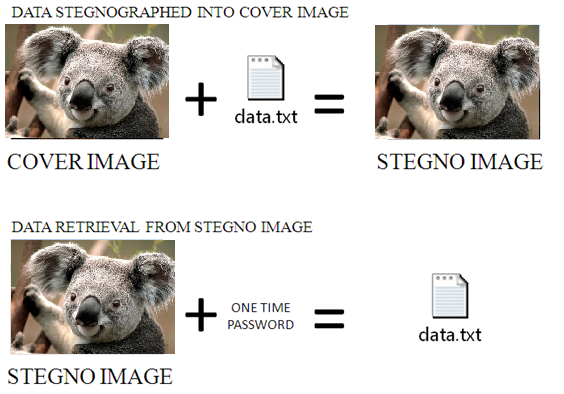 DATA STEGNOGRAPHED INTO COVER IMAGE
+ data.txt =
COVER IMAGE
STEGNO IMAGE
DATA RETRIEVAL FROM STEGNO IMAGE
+ ONE TIME
PASSWORD =
data.txt
STEGNO IMAGE